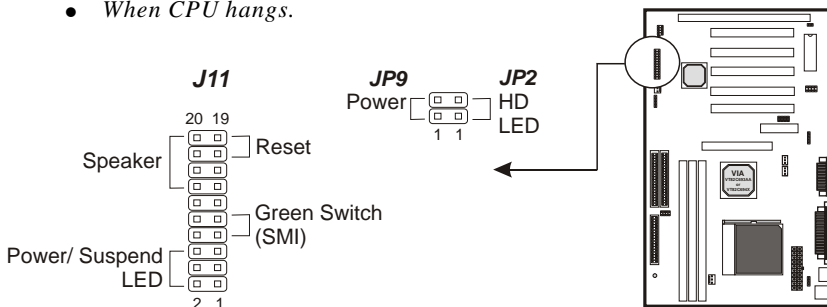 ● When CPU hangs.
J11
JP9 JP2
Power HD
LED
1 1
20 19
Speaker Reset
Green Switch
(SMI)
Power/ Suspend
LED
2 1
VIA